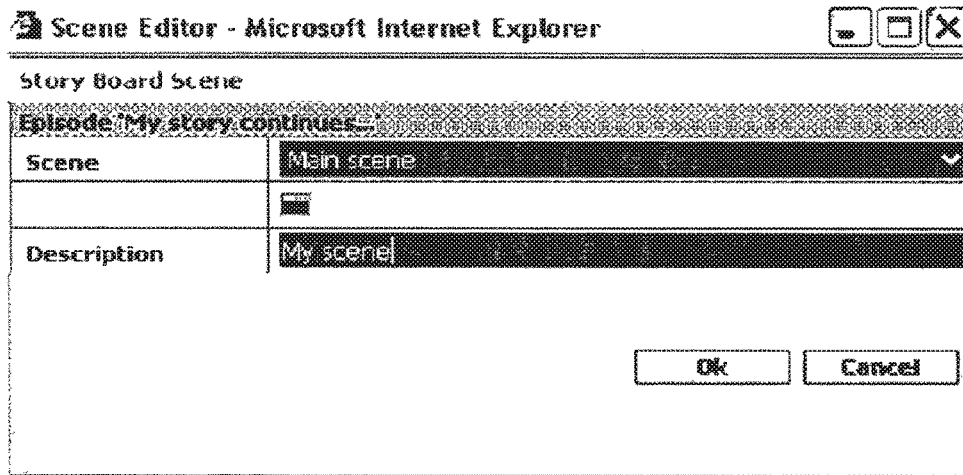 Scene Editor - Microsoft Internet Explorer
Story Board Scene
Episode 'My story continues...'
Scene Main scene
Description My scene
Ok Cancel